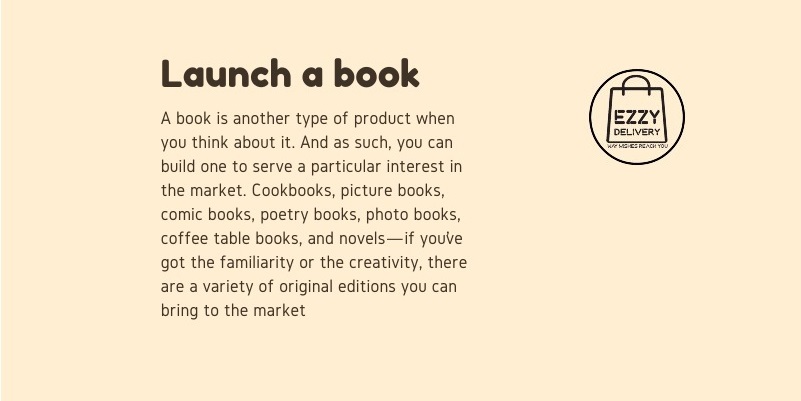 Launch a book
A book is another type of product when
you think about it. And as such, you can
build one to serve a particular interest in
the market. Cookbooks, picture books,
comic books, poetry books, photo books,
coffee table books, and novels—if you've
got the familiarity or the creativity, there
are a variety of original editions you can
bring to the market
EZZY
DELIVERY
WAY WISHES REACH YOU